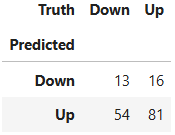 Truth Down Up
Predicted
Down 13 16
Up 54 81